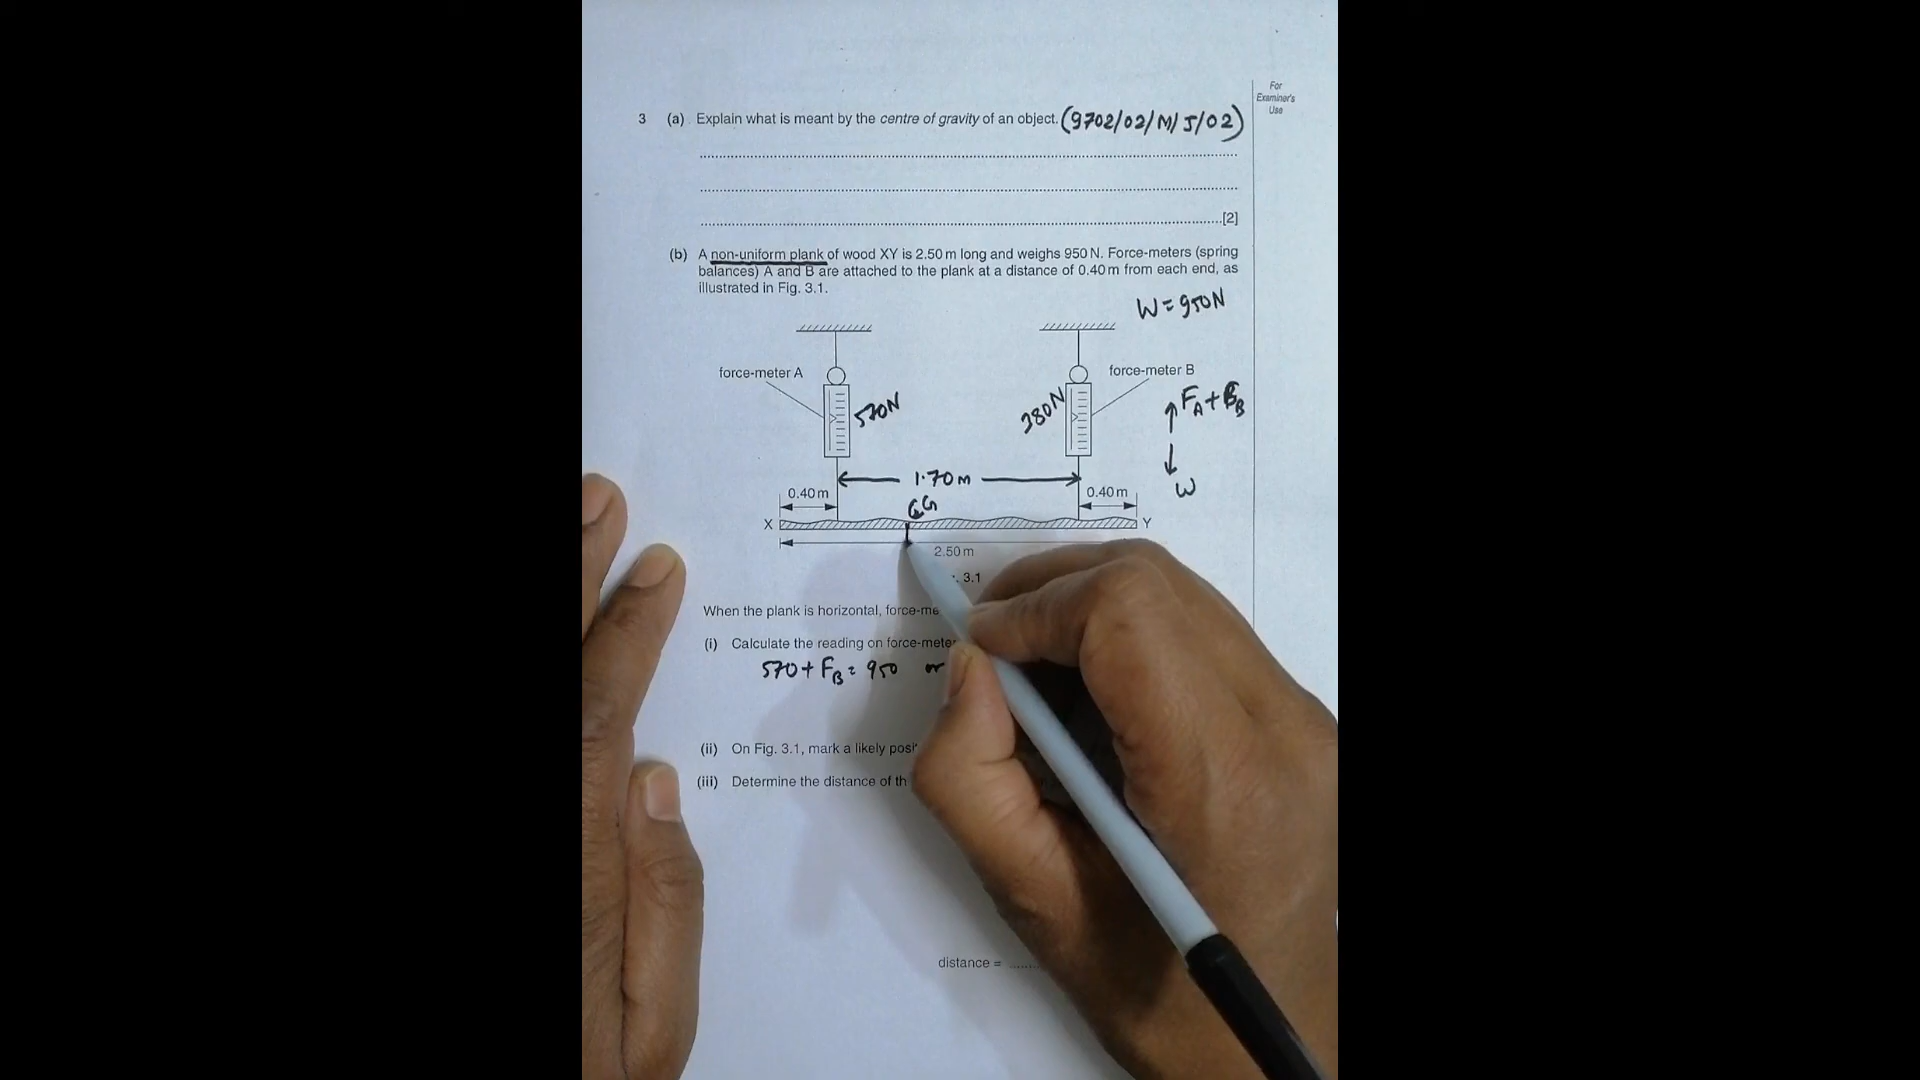 For
Examiner's
Use
3 (a) Explain what is meant by the centre of gravity of an object. (9702/02/M/J/02)
[2]
(b) A non-uniform plank of wood XY is 2.50 m long and weighs 950 N. Force-meters (spring
balances) A and B are attached to the plank at a distance of 0.40 m from each end, as
illustrated in Fig. 3.1.
W = 950N
force-meter A
force-meter B
570N
380N
↑ FA + FB
↓
W
1.70 m
0.40 m
0.40 m
CG
X
Y
2.50 m
3.1
When the plank is horizontal, force-me
(i) Calculate the reading on force-meter
570 + FB = 950 or
(ii) On Fig. 3.1, mark a likely posi
(iii) Determine the distance of th
distance =